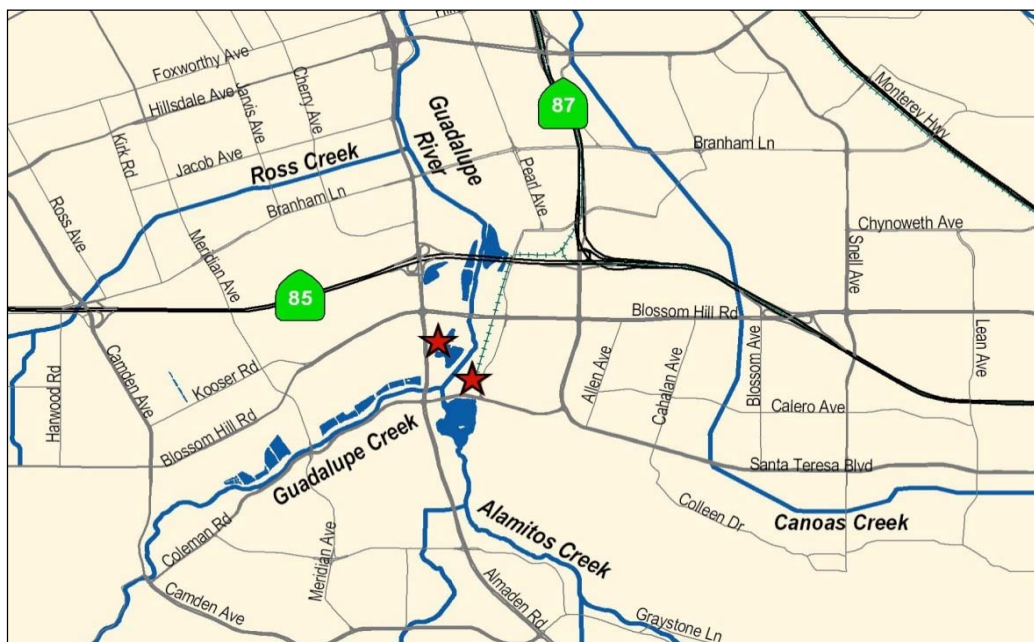 Foxworthy Ave
Hillsdale Ave
Jarvis Ave
Cherry Ave
Kirk Rd
Jacob Ave
Ross Creek
Branham Ln
Guadalupe
River
87
Pearl Ave
Branham Ln
Monterey Hwy
Chynoweth Ave
Snell Ave
Ross Ave
Meridian Ave
85
Blossom Hill Rd
Lean Ave
Camden Ave
Kooser Rd
Harwood Rd
Allen Ave
Cahalan Ave
Blossom Ave
Calero Ave
Blossom Hill Rd
Guadalupe Creek
Santa Teresa Blvd
Colleen Dr
Canoas Creek
Coleman Rd
Meridian Ave
Alamitos Creek
Camden Ave
Almaden Rd
Graystone Ln